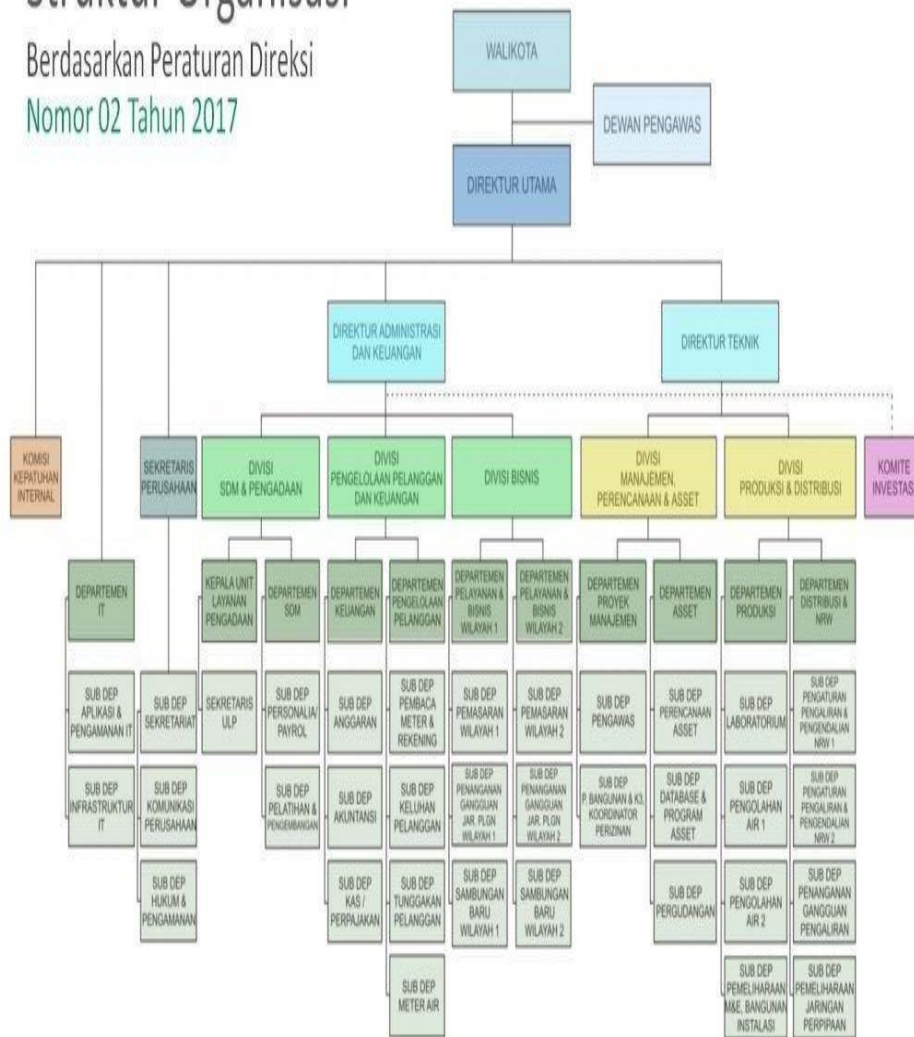 Struktur Organisasi
Berdasarkan Peraturan Direksi
Nomor 02 Tahun 2017
WALIKOTA
DEWAN PENGAWAS
DIREKTUR UTAMA
DIREKTUR ADMINISTRASI
DAN KEUANGAN
DIREKTUR TEKNIK
KOMISI
KEPATUHAN
INTERNAL
SEKRETARIS
PERUSAHAAN
DIVISI
SDM & PENGADAAN
DIVISI
PENGELOLAAN PELANGGAN
DAN KEUANGAN
DIVISI BISNIS
DIVISI
MANAJEMEN,
PERENCANAAN & ASSET
DIVISI
PRODUKSI & DISTRIBUSI
KOMITE
INVESTASI
DEPARTEMEN
IT
KEPALA UNIT
LAYANAN
PENGADAAN
DEPARTEMEN
SDM
DEPARTEMEN
KEUANGAN
DEPARTEMEN
PENGELOLAAN
PELANGGAN
DEPARTEMEN
PELAYANAN &
BISNIS
WILAYAH 1
DEPARTEMEN
PELAYANAN &
BISNIS
WILAYAH 2
DEPARTEMEN
PROYEK
MANAJEMEN
DEPARTEMEN
ASSET
DEPARTEMEN
PRODUKSI
DEPARTEMEN
DISTRIBUSI &
NRW
SUB DEP
APLIKASI &
PENGAMANAN IT
SUB DEP
SEKRETARIAT
SEKRETARIS
ULP
SUB DEP
PERSONALIA/
PAYROL
SUB DEP
ANGGARAN
SUB DEP
PEMBACA
METER &
REKENING
SUB DEP
PEMASARAN
WILAYAH 1
SUB DEP
PEMASARAN
WILAYAH 2
SUB DEP
PENGAWAS
SUB DEP
PERENCANAAN
ASSET
SUB DEP
LABORATORIUM
SUB DEP
PENGATURAN
PENGALIRAN &
PENGENDALIAN
NRW 1
SUB DEP
INFRASTRUKTUR
IT
SUB DEP
KOMUNIKASI
PERUSAHAAN
SUB DEP
PELATIHAN &
PENGEMBANGAN
SUB DEP
AKUNTANSI
SUB DEP
KELUHAN
PELANGGAN
SUB DEP
PENANGANAN
GANGGUAN
JAR. PLGN
WILAYAH 1
SUB DEP
PENANGANAN
GANGGUAN
JAR. PLGN
WILAYAH 2
SUB DEP
P. BANGUNAN & K3,
KOORDINATOR
PERIZINAN
SUB DEP
DATABASE &
PROGRAM
ASSET
SUB DEP
PENGOLAHAN
AIR 1
SUB DEP
PENGATURAN
PENGALIRAN &
PENGENDALIAN
NRW 2
SUB DEP
HUKUM &
PENGAMANAN
SUB DEP
KAS /
PERPAJAKAN
SUB DEP
TUNGGAKAN
PELANGGAN
SUB DEP
SAMBUNGAN
BARU
WILAYAH 1
SUB DEP
SAMBUNGAN
BARU
WILAYAH 2
SUB DEP
PERGUDANGAN
SUB DEP
PENGOLAHAN
AIR 2
SUB DEP
PENANGANAN
GANGGUAN
PENGALIRAN
SUB DEP
METER AIR
SUB DEP
PEMELIHARAAN
M&E, BANGUNAN
INSTALASI
SUB DEP
PEMELIHARAAN
JARINGAN
PERPIPAAN